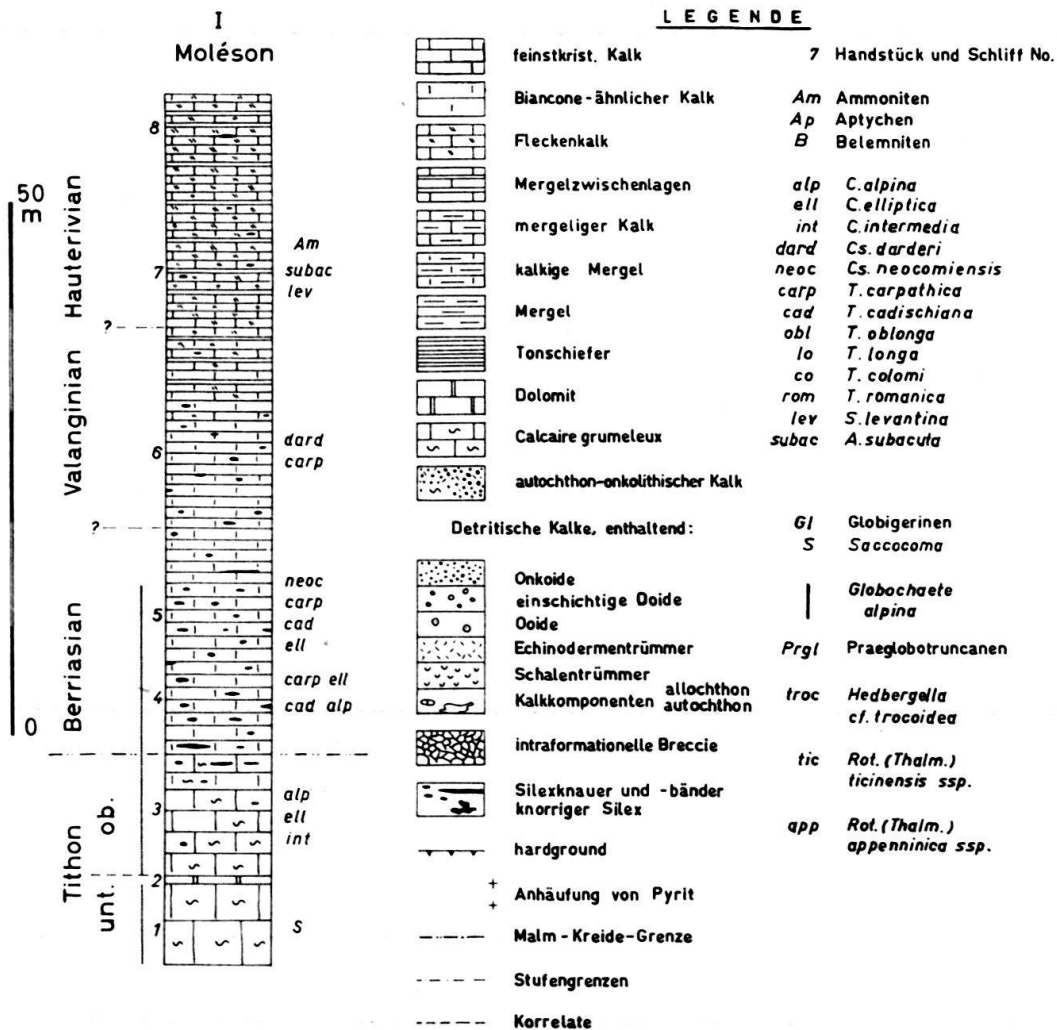 I
Moléson
50
m
0
Hauterivian
Valanginian
Berriasian
Tithon
ob.
unt.
8
7
6
5
4
3
2
1
?
?
Am
subac
lev
dard
carp
neoc
carp
cad
ell
carp ell
cad alp
alp
ell
int
S
LEGENDE
feinstkrist. Kalk
Biancone-ähnlicher Kalk
Fleckenkalk
Mergelzwischenlagen
mergeliger Kalk
kalkige Mergel
Mergel
Tonschiefer
Dolomit
Calcaire grumeleux
autochthon-onkolithischer Kalk
Detritische Kalke, enthaltend:
Onkoide
einschichtige Ooide
Ooide
Echinodermentrümmer
Schalentrümmer
Kalkkomponenten allochthon
autochthon
intraformationelle Breccie
Silexknauer und -bänder
knorriger Silex
hardground
+
+ Anhäufung von Pyrit
Malm-Kreide-Grenze
Stufengrenzen
Korrelate
7 Handstück und Schliff No.
Am Ammoniten
Ap Aptychen
B Belemniten
alp C. alpina
ell C. elliptica
int C. intermedia
dard Cs. darderi
neoc Cs. neocomiensis
carp T. carpathica
cad T. cadischiana
obl T. oblonga
lo T. longa
co T. colomi
rom T. romanica
lev S. levantina
subac A. subacuta
Gl Globigerinen
S Saccocoma
Globochaete
alpina
Prgl Praeglobotruncanen
troc Hedbergella
cf. trocoidea
tic Rot. (Thalm.)
ticinensis ssp.
app Rot. (Thalm.)
appenninica ssp.